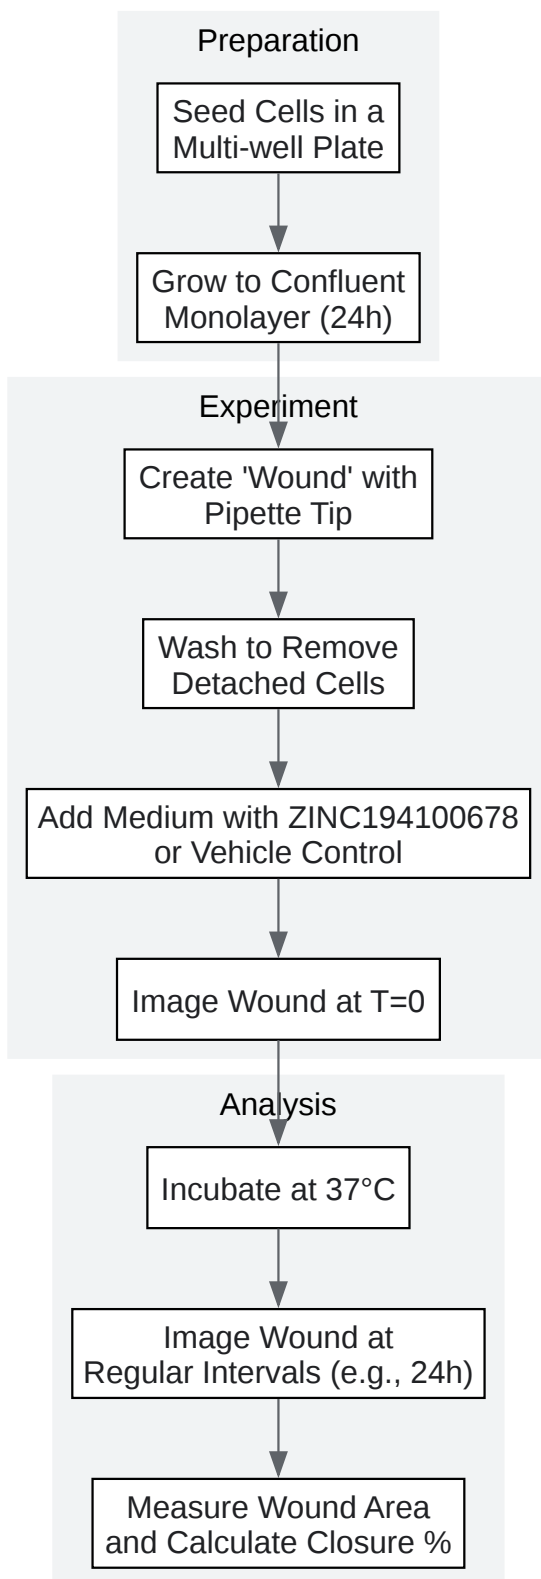 Preparation
Seed Cells in a
Multi-well Plate
Grow to Confluent
Monolayer (24h)
Experiment
Create 'Wound' with
Pipette Tip
Wash to Remove
Detached Cells
Add Medium with ZINC194100678
or Vehicle Control
Image Wound at T=0
Analysis
Incubate at 37°C
Image Wound at
Regular Intervals (e.g., 24h)
Measure Wound Area
and Calculate Closure %